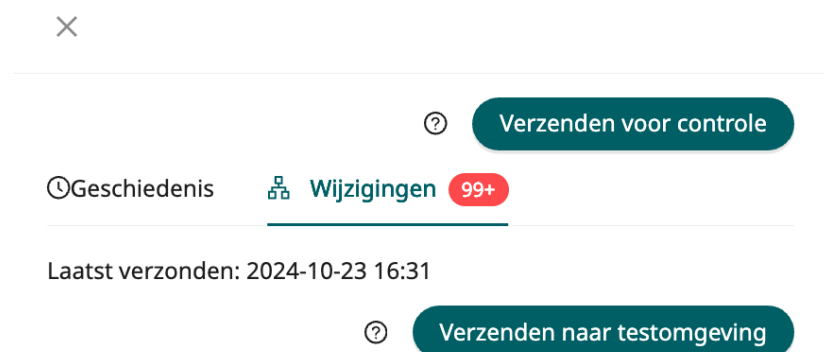 Verzenden voor controle
Geschiedenis Wijzigingen 99+
Laatst verzonden: 2024-10-23 16:31
Verzenden naar testomgeving